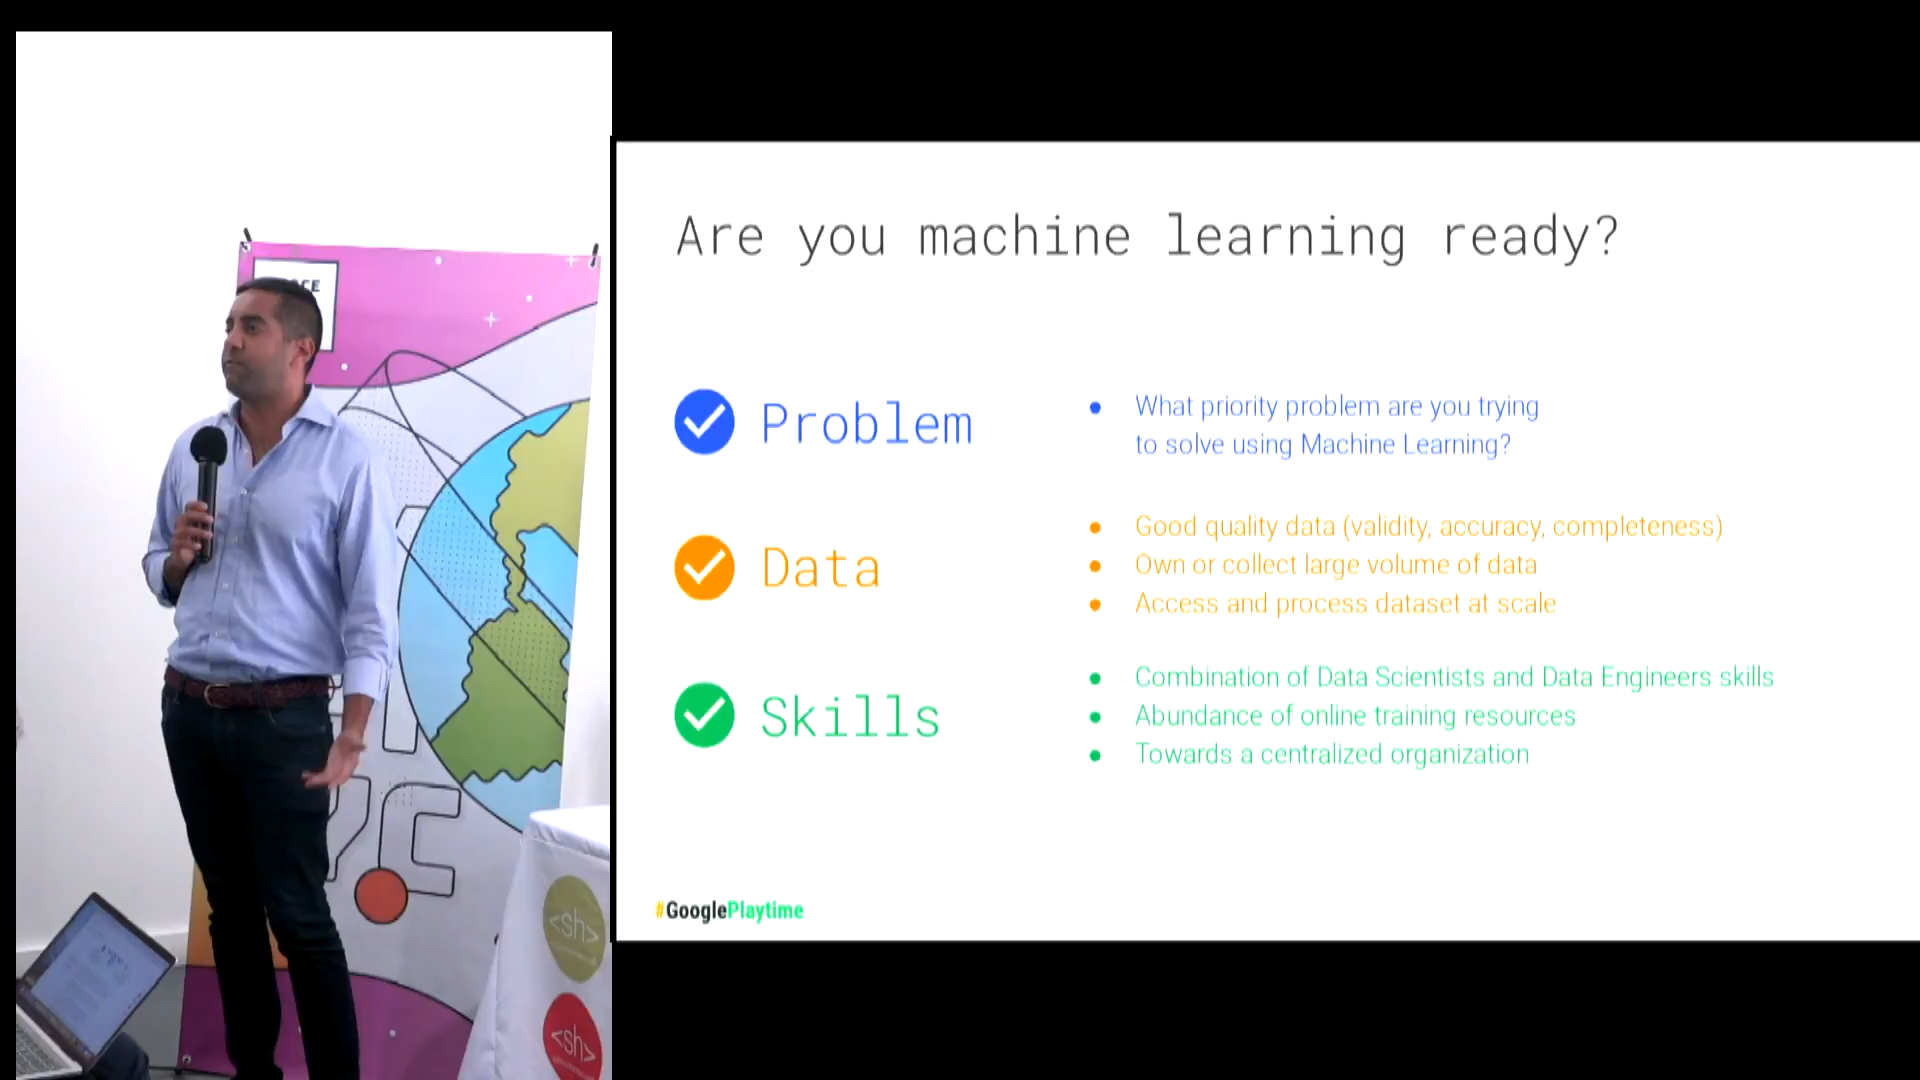 Are you machine learning ready?
Problem
What priority problem are you trying
to solve using Machine Learning?
Data
Good quality data (validity, accuracy, completeness)
Own or collect large volume of data
Access and process dataset at scale
Skills
Combination of Data Scientists and Data Engineers skills
Abundance of online training resources
Towards a centralized organization
#GooglePlaytime
<sh>
<sh>